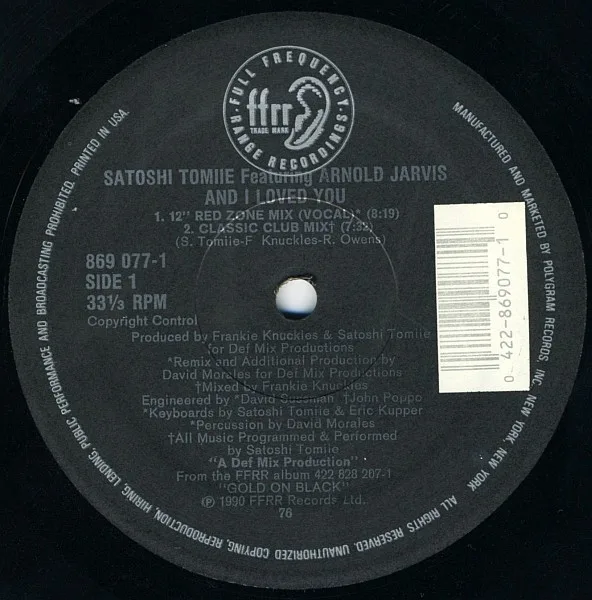 · FULL FREQUENCY ·
ffrr
TRADE MARK
RANGE RECORDINGS
SATOSHI TOMIIE Featuring ARNOLD JARVIS
AND I LOVED YOU
1. 12" RED ZONE MIX (VOCAL)* (8:19)
2. CLASSIC CLUB MIX† (7:32)
(S. Tomiie-F Knuckles-R. Owens)
869 077-1
SIDE 1
33⅓ RPM
Copyright Control
Produced by Frankie Knuckles & Satoshi Tomiie
for Def Mix Productions
*Remix and Additional Production by
David Morales for Def Mix Productions
†Mixed by Frankie Knuckles
Engineered by *David Sussman †John Poppo
*Keyboards by Satoshi Tomiie & Eric Kupper
*Percussion by David Morales
†All Music Programmed & Performed
by Satoshi Tomiie
"A Def Mix Production"
From the FFRR album 422 828 207-1
"GOLD ON BLACK"
℗ 1990 FFRR Records Ltd.
76
0 422-869077-1 0
MANUFACTURED AND MARKETED BY POLYGRAM RECORDS, INC. NEW YORK, NEW YORK. ALL RIGHTS RESERVED. UNAUTHORIZED COPYING, REPRODUCTION, HIRING, LENDING, PUBLIC PERFORMANCE AND BROADCASTING PROHIBITED. PRINTED IN USA.